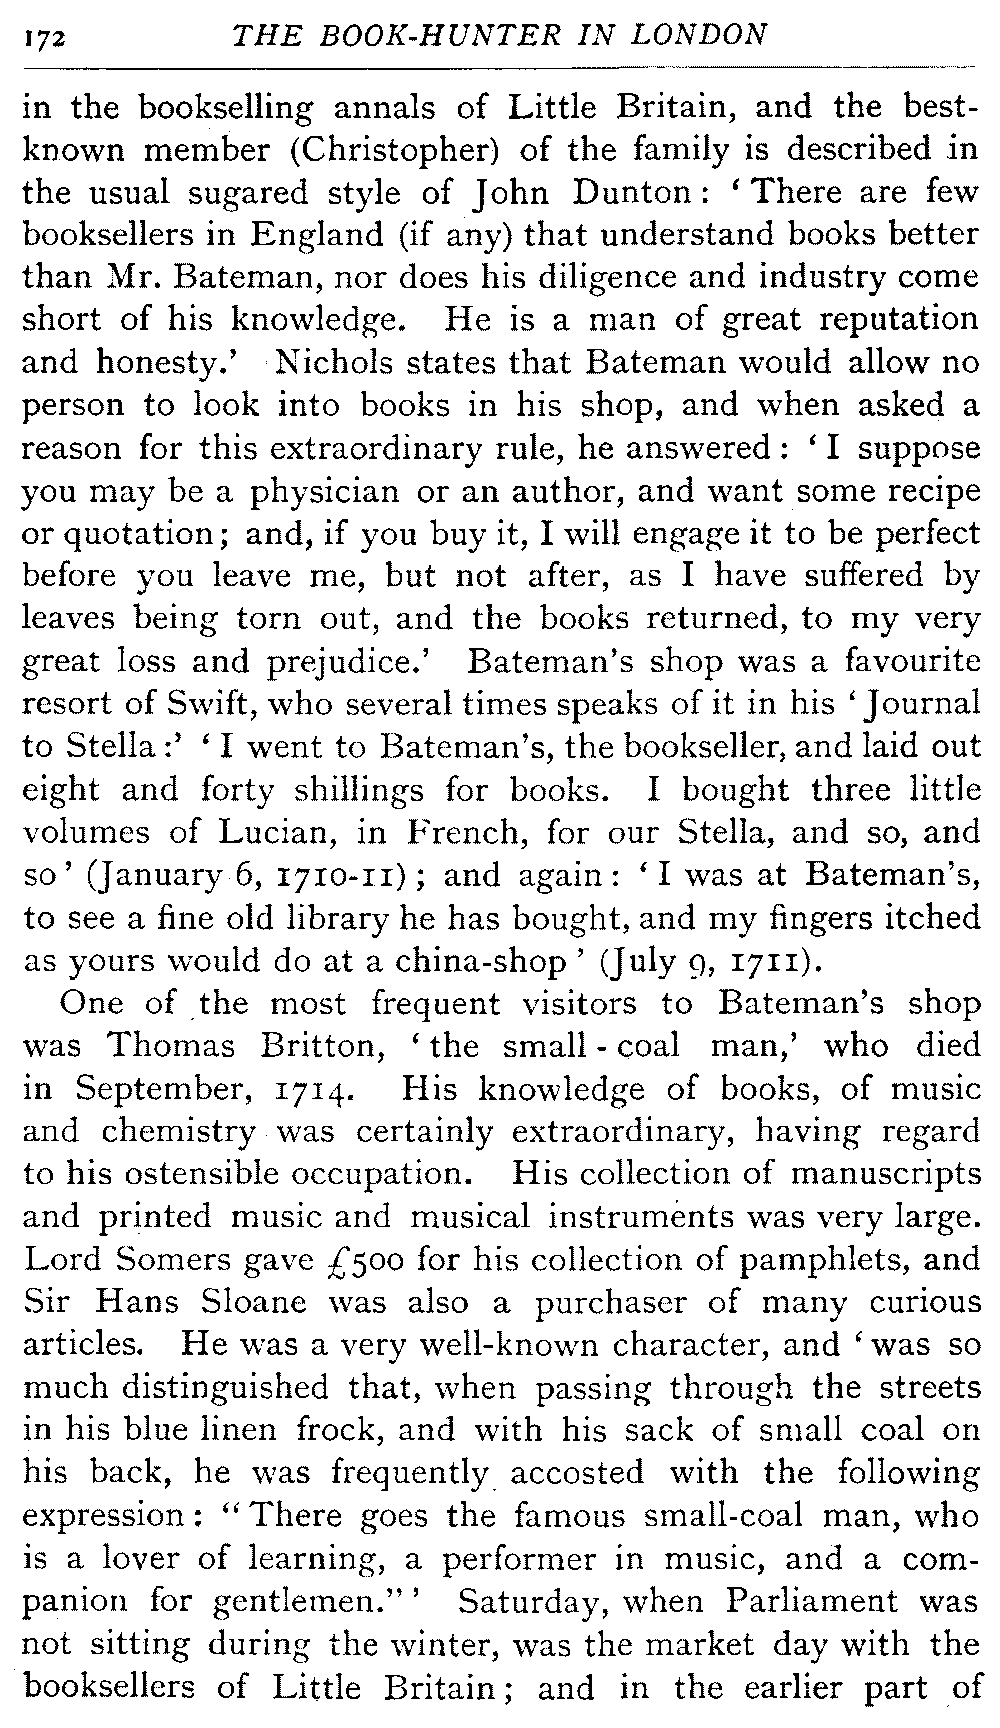 172 THE BOOK-HUNTER IN LONDON
in the bookselling annals of Little Britain, and the best-
known member (Christopher) of the family is described in
the usual sugared style of John Dunton: ‘There are few
booksellers in England (if any) that understand books better
than Mr. Bateman, nor does his diligence and industry come
short of his knowledge. He is a man of great reputation
and honesty.’ Nichols states that Bateman would allow no
person to look into books in his shop, and when asked a
reason for this extraordinary rule, he answered: ‘I suppose
you may be a physician or an author, and want some recipe
or quotation; and, if you buy it, I will engage it to be perfect
before you leave me, but not after, as I have suffered by
leaves being torn out, and the books returned, to my very
great loss and prejudice.’ Bateman’s shop was a favourite
resort of Swift, who several times speaks of it in his ‘Journal
to Stella:’ ‘I went to Bateman’s, the bookseller, and laid out
eight and forty shillings for books. I bought three little
volumes of Lucian, in French, for our Stella, and so, and
so’ (January 6, 1710-11); and again: ‘I was at Bateman’s,
to see a fine old library he has bought, and my fingers itched
as yours would do at a china-shop’ (July 9, 1711).
One of the most frequent visitors to Bateman’s shop
was Thomas Britton, ‘the small-coal man,’ who died
in September, 1714. His knowledge of books, of music
and chemistry was certainly extraordinary, having regard
to his ostensible occupation. His collection of manuscripts
and printed music and musical instruments was very large.
Lord Somers gave £500 for his collection of pamphlets, and
Sir Hans Sloane was also a purchaser of many curious
articles. He was a very well-known character, and ‘was so
much distinguished that, when passing through the streets
in his blue linen frock, and with his sack of small coal on
his back, he was frequently accosted with the following
expression: “There goes the famous small-coal man, who
is a lover of learning, a performer in music, and a com-
panion for gentlemen.”’ Saturday, when Parliament was
not sitting during the winter, was the market day with the
booksellers of Little Britain; and in the earlier part of